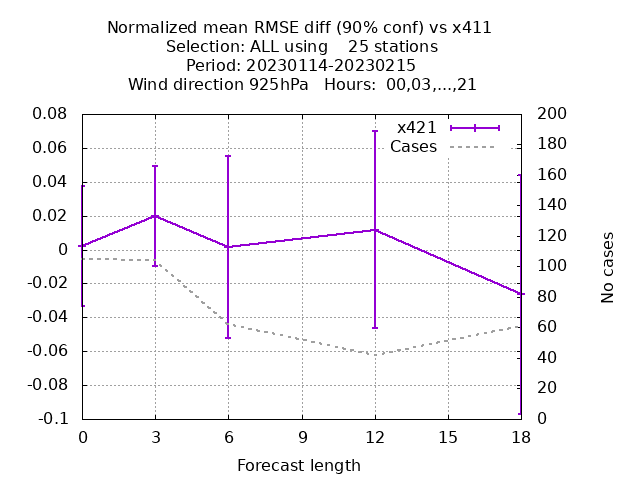 Normalized mean RMSE diff (90% conf) vs x411
Selection: ALL using    25 stations
Period: 20230114-20230215
Wind direction 925hPa   Hours:  00,03,...,21
0.08
0.06
0.04
0.02
0
-0.02
-0.04
-0.06
-0.08
-0.1
x421
Cases
200
180
160
140
120
100
80
60
40
20
0
No cases
0 3 6 9 12 15 18
Forecast length